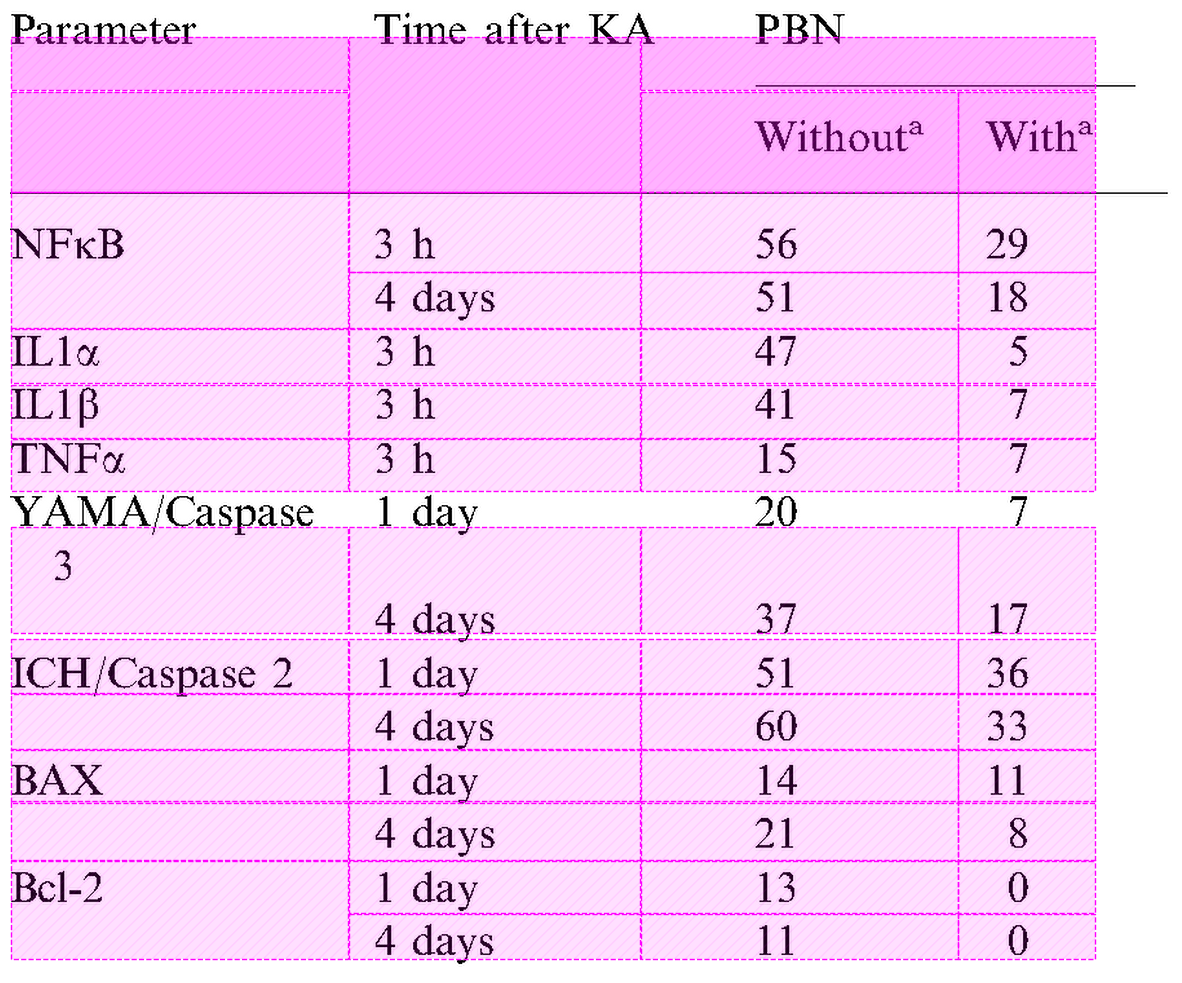 Parameter Time after KA PBN
Withoutᵃ Withᵃ
NFκB 3 h 56 29
4 days 51 18
IL1α 3 h 47 5
IL1β 3 h 41 7
TNFα 3 h 15 7
YAMA/Caspase 1 day 20 7
3
4 days 37 17
ICH/Caspase 2 1 day 51 36
4 days 60 33
BAX 1 day 14 11
4 days 21 8
Bcl-2 1 day 13 0
4 days 11 0